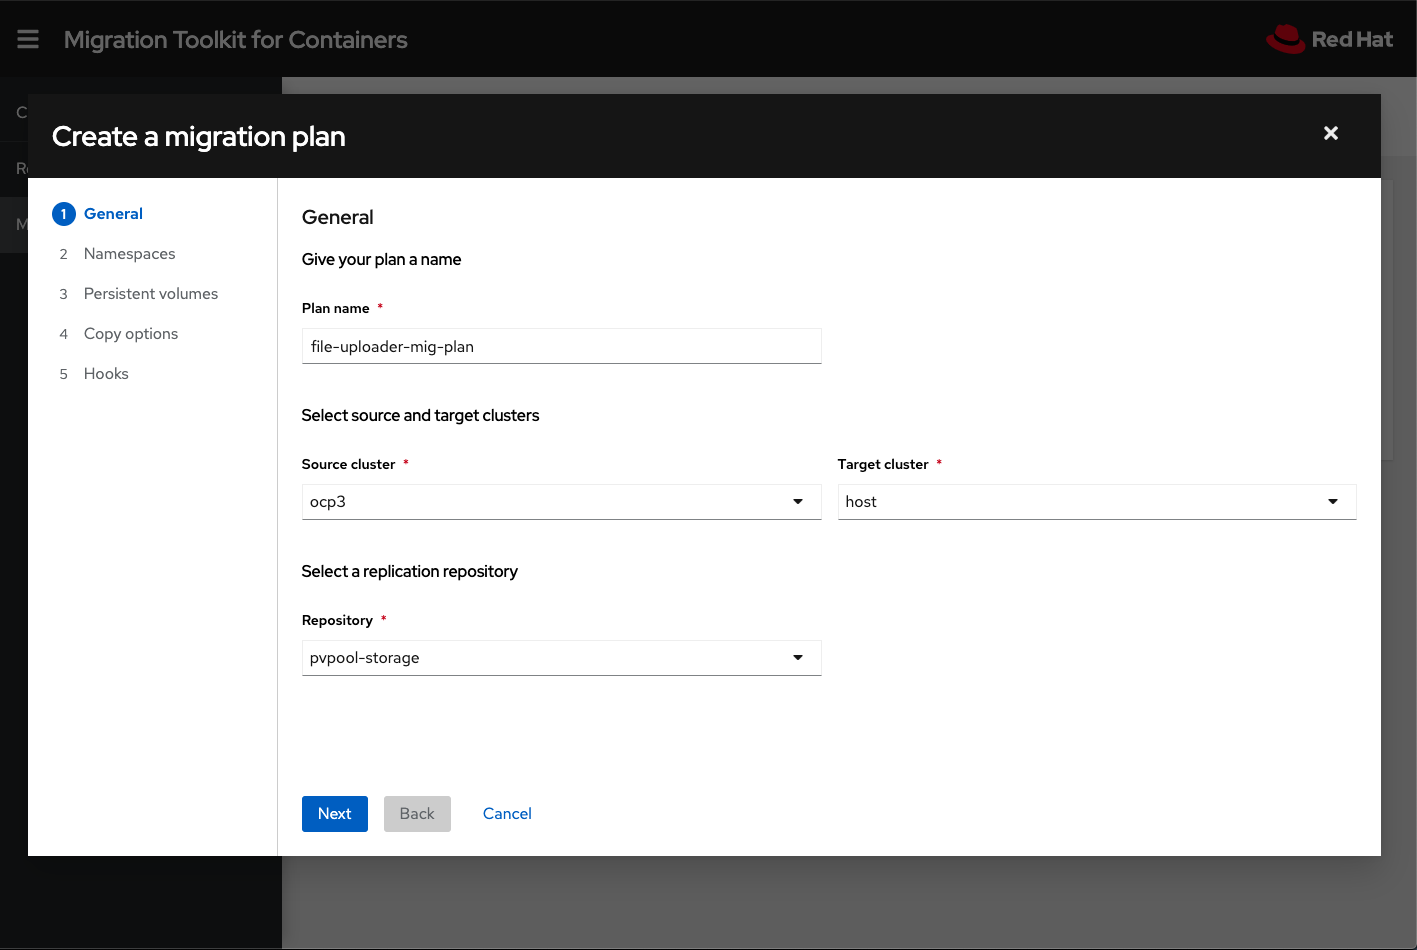 Migration Toolkit for Containers
Red Hat
Create a migration plan
1 General
2 Namespaces
3 Persistent volumes
4 Copy options
5 Hooks
General
Give your plan a name
Plan name *
file-uploader-mig-plan
Select source and target clusters
Source cluster * Target cluster *
ocp3 host
Select a replication repository
Repository *
pvpool-storage
Next Back Cancel